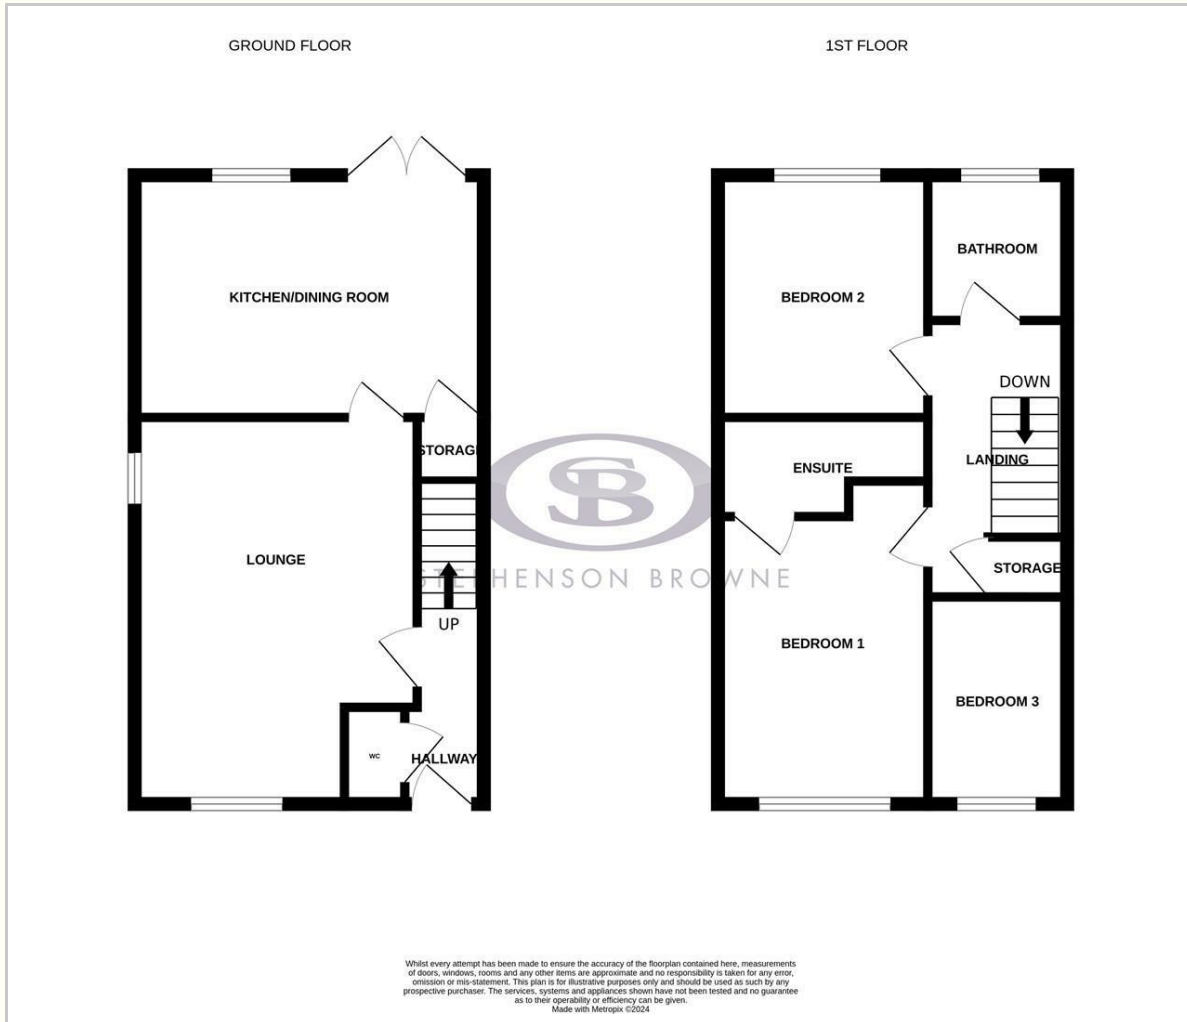 GROUND FLOOR
1ST FLOOR
KITCHEN/DINING ROOM
STORAGE
LOUNGE
UP
WC
HALLWAY
BEDROOM 2
BATHROOM
DOWN
LANDING
ENSUITE
STORAGE
BEDROOM 1
BEDROOM 3
SB
STEPHENSON BROWNE
Whilst every attempt has been made to ensure the accuracy of the floorplan contained here, measurements
of doors, windows, rooms and any other items are approximate and no responsibility is taken for any error,
omission or mis-statement. This plan is for illustrative purposes only and should be used as such by any
prospective purchaser. The services, systems and appliances shown have not been tested and no guarantee
as to their operability or efficiency can be given.
Made with Metropix ©2024